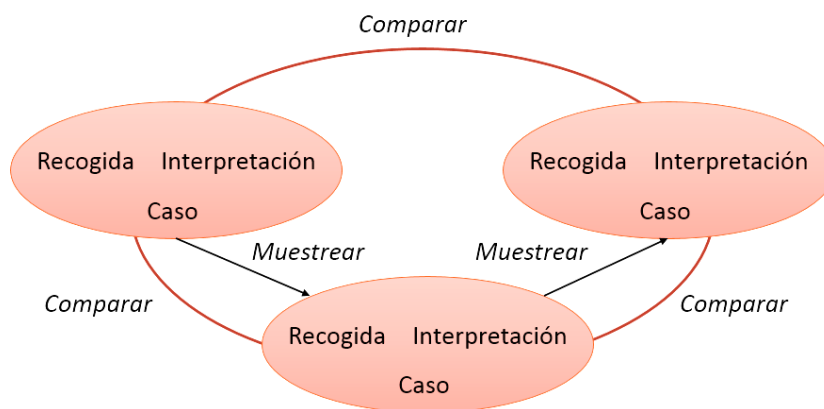 Comparar
Recogida Interpretación
Caso
Recogida Interpretación
Caso
Muestrear
Muestrear
Comparar
Comparar
Recogida Interpretación
Caso